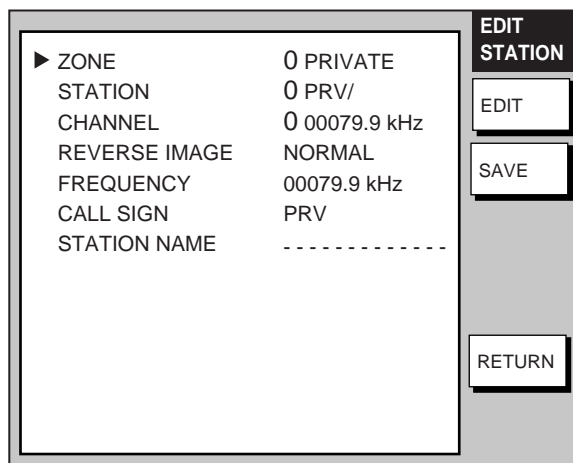 ▶ ZONE 0 PRIVATE
STATION 0 PRV/
CHANNEL 0 00079.9 kHz
REVERSE IMAGE NORMAL
FREQUENCY 00079.9 kHz
CALL SIGN PRV
STATION NAME - - - - - - - - - - - - -
EDIT
STATION
EDIT
SAVE
RETURN